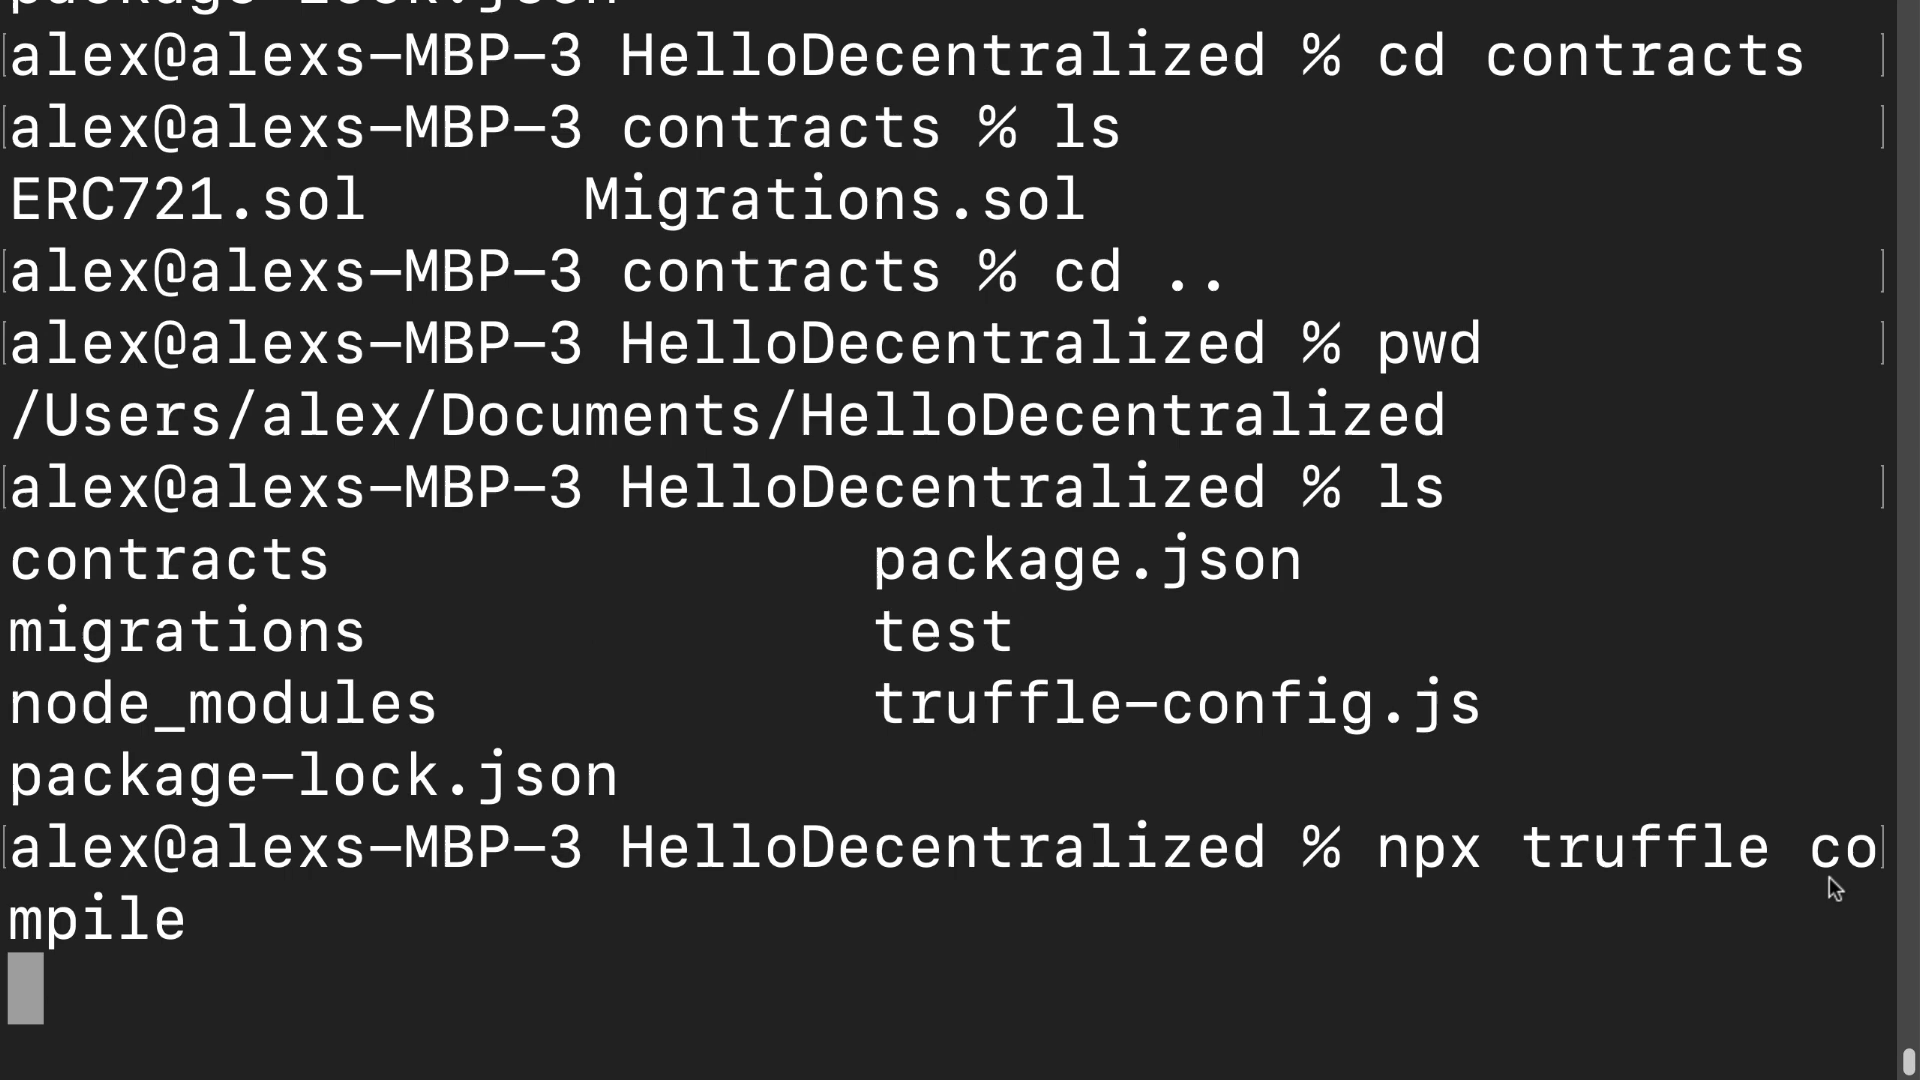 package-lock.json
alex@alexs-MBP-3 HelloDecentralized % cd contracts
alex@alexs-MBP-3 contracts % ls
ERC721.sol Migrations.sol
alex@alexs-MBP-3 contracts % cd ..
alex@alexs-MBP-3 HelloDecentralized % pwd
/Users/alex/Documents/HelloDecentralized
alex@alexs-MBP-3 HelloDecentralized % ls
contracts package.json
migrations test
node_modules truffle-config.js
package-lock.json
alex@alexs-MBP-3 HelloDecentralized % npx truffle co
mpile